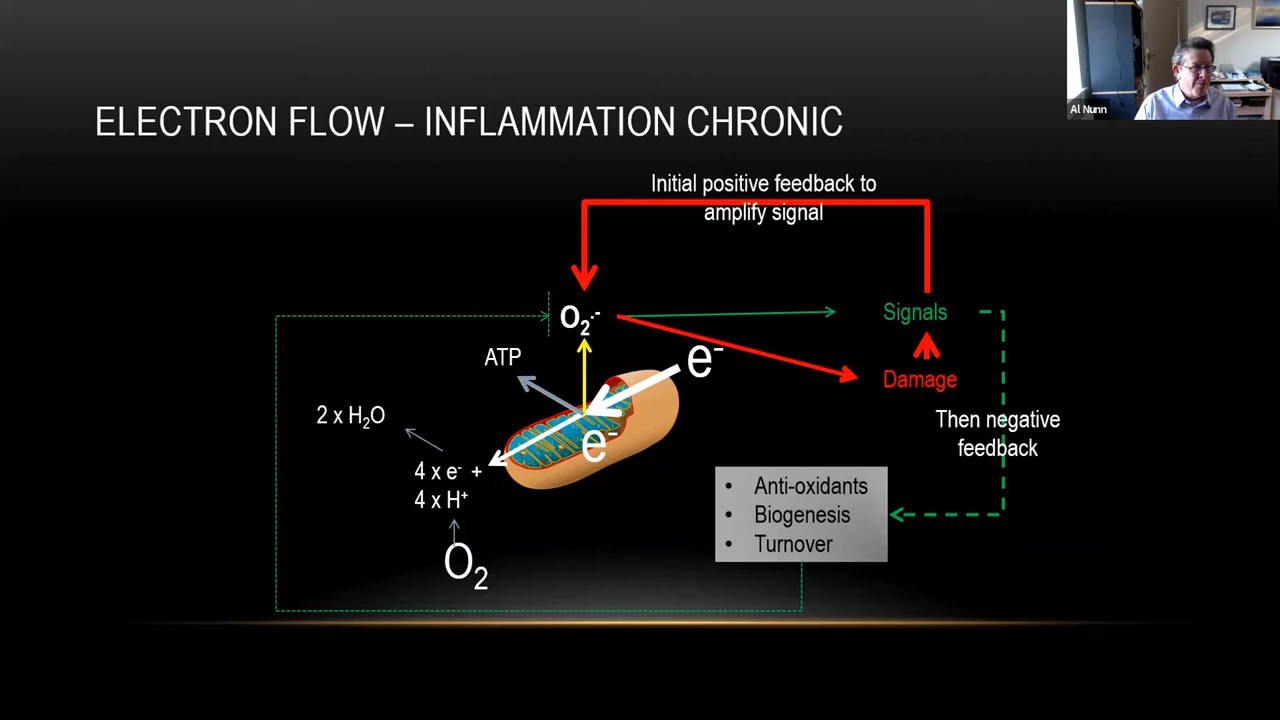 Al Nunn
ELECTRON FLOW – INFLAMMATION CHRONIC
Initial positive feedback to
amplify signal
O₂·-
Signals
ATP
e-
Damage
2 x H₂O
Then negative
feedback
e-
4 x e- +
4 x H+
• Anti-oxidants
• Biogenesis
• Turnover
O₂